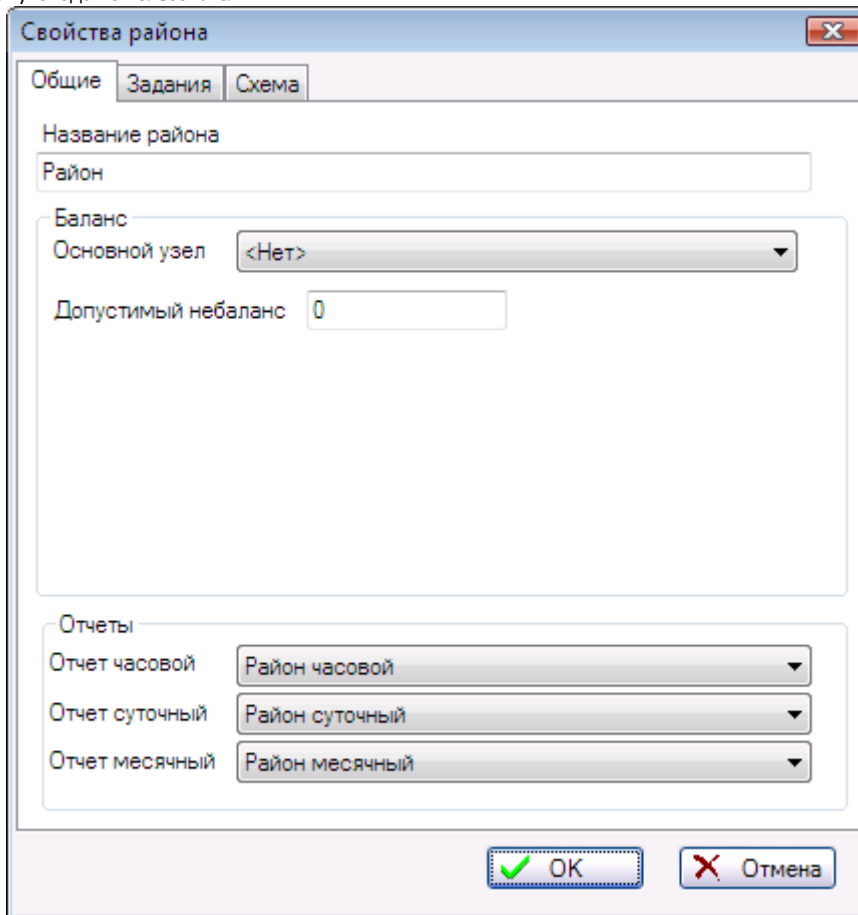 Свойства района
Общие Задания Схема
Название района
Район
Баланс
Основной узел <Нет>
Допустимый небаланс 0
Отчеты
Отчет часовой Район часовой
Отчет суточный Район суточный
Отчет месячный Район месячный
OK Отмена